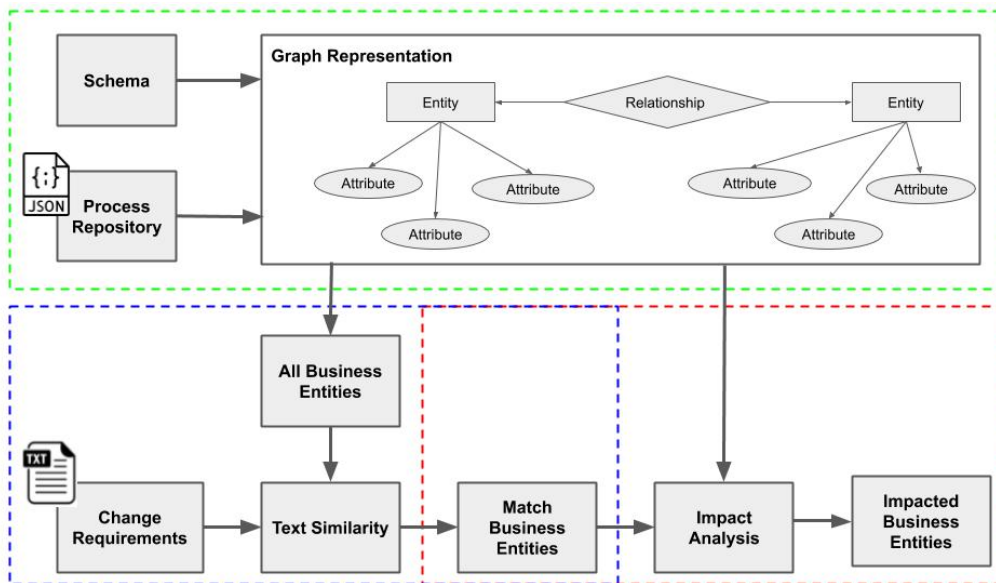 Schema
Graph Representation
Entity
Relationship
Entity
Attribute
Attribute
Attribute
Attribute
Attribute
Attribute
{;}
JSON
Process
Repository
All Business
Entities
TXT
Change
Requirements
Text Similarity
Match
Business
Entities
Impact
Analysis
Impacted
Business
Entities